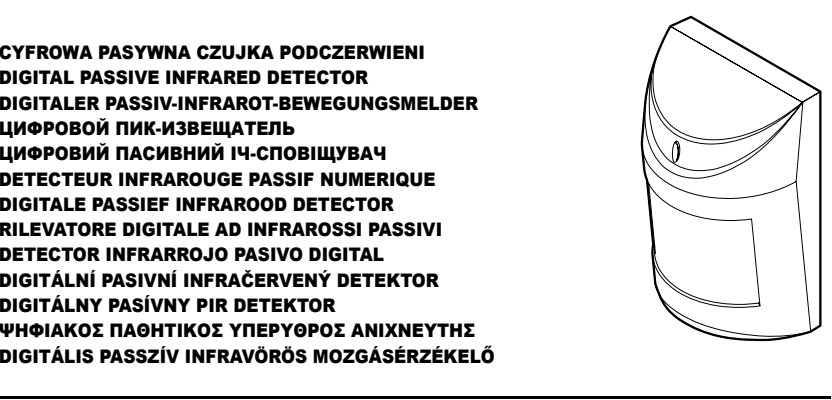 CYFROWA PASYWNA CZUJKA PODCZERWIENI
DIGITAL PASSIVE INFRARED DETECTOR
DIGITALER PASSIV-INFRAROT-BEWEGUNGSMELDER
ЦИФРОВОЙ ПИК-ИЗВЕЩАТЕЛЬ
ЦИФРОВИЙ ПАСИВНИЙ ІЧ-СПОВІЩУВАЧ
DETECTEUR INFRAROUGE PASSIF NUMERIQUE
DIGITALE PASSIEF INFRAROOD DETECTOR
RILEVATORE DIGITALE AD INFRAROSSI PASSIVI
DETECTOR INFRARROJO PASIVO DIGITAL
DIGITÁLNÍ PASIVNÍ INFRAČERVENÝ DETEKTOR
DIGITÁLNY PASÍVNY PIR DETEKTOR
ΨΗΦΙΑΚΟΣ ΠΑΘΗΤΙΚΟΣ ΥΠΕΡΥΘΡΟΣ ΑΝΙΧΝΕΥΤΗΣ
DIGITÁLIS PASSZÍV INFRAVÖRÖS MOZGÁSÉRZÉKELŐ